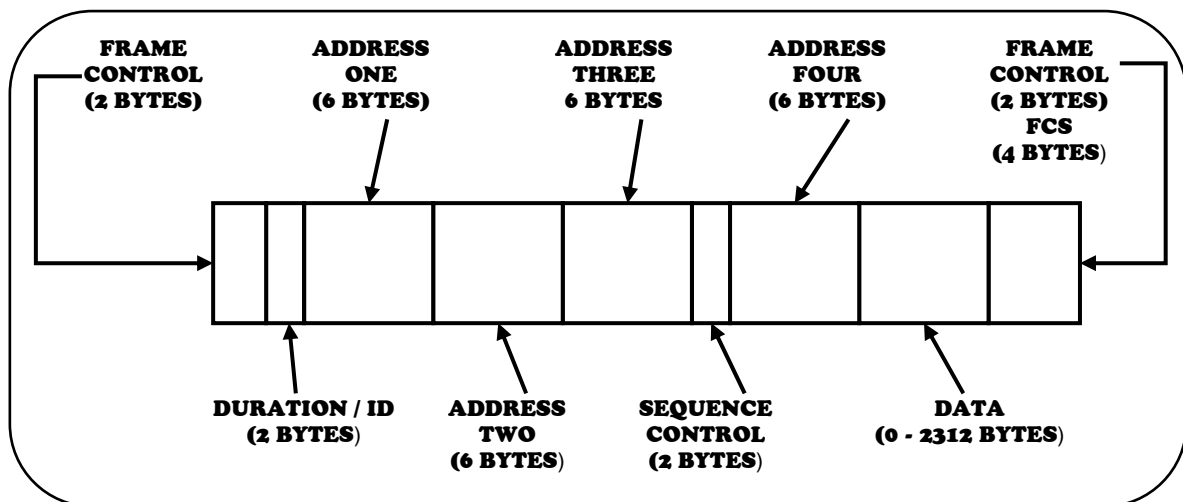 FRAME
CONTROL
(2 BYTES)
ADDRESS
ONE
(6 BYTES)
ADDRESS
THREE
6 BYTES
ADDRESS
FOUR
(6 BYTES)
FRAME
CONTROL
(2 BYTES)
FCS
(4 BYTES)
DURATION / ID
(2 BYTES)
ADDRESS
TWO
(6 BYTES)
SEQUENCE
CONTROL
(2 BYTES)
DATA
(0 - 2312 BYTES)